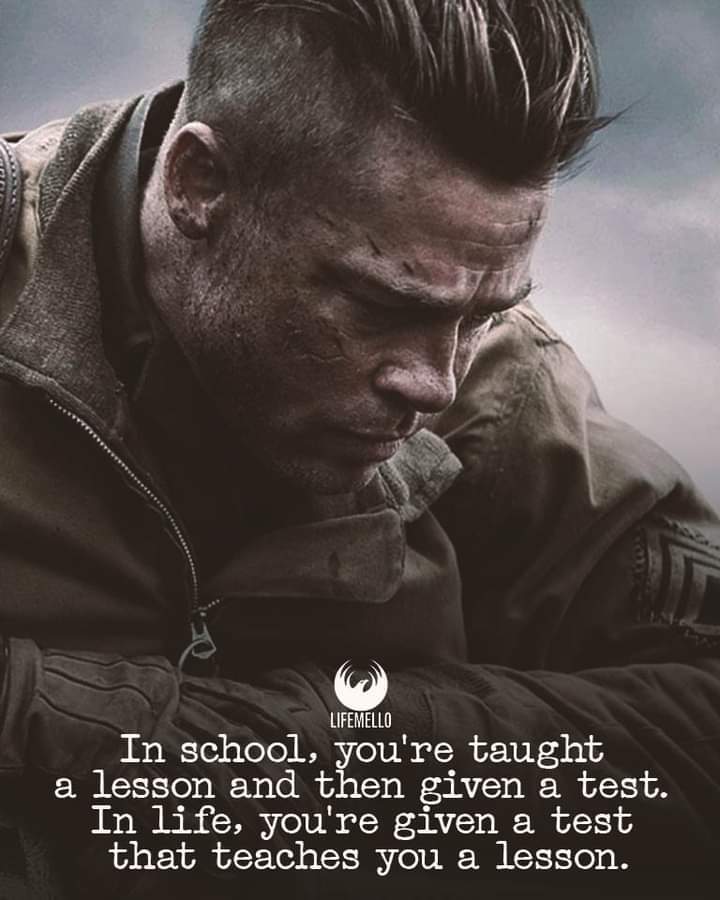 LIFEMELLO
In school, you're taught
a lesson and then given a test.
In life, you're given a test
that teaches you a lesson.